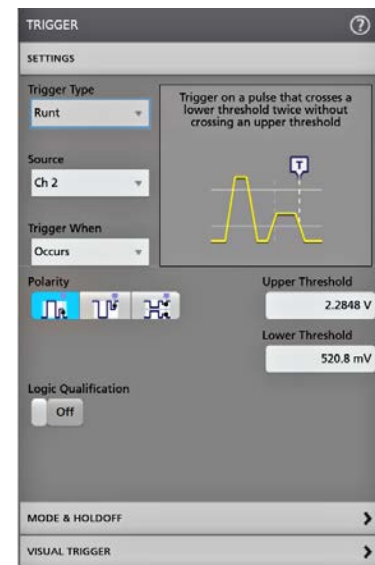 TRIGGER
?
SETTINGS
Trigger Type
Runt
Trigger on a pulse that crosses a
lower threshold twice without
crossing an upper threshold
T
Source
Ch 2
Trigger When
Occurs
Polarity
Upper Threshold
2.2848 V
Lower Threshold
520.8 mV
Logic Qualification
Off
MODE & HOLDOFF
VISUAL TRIGGER